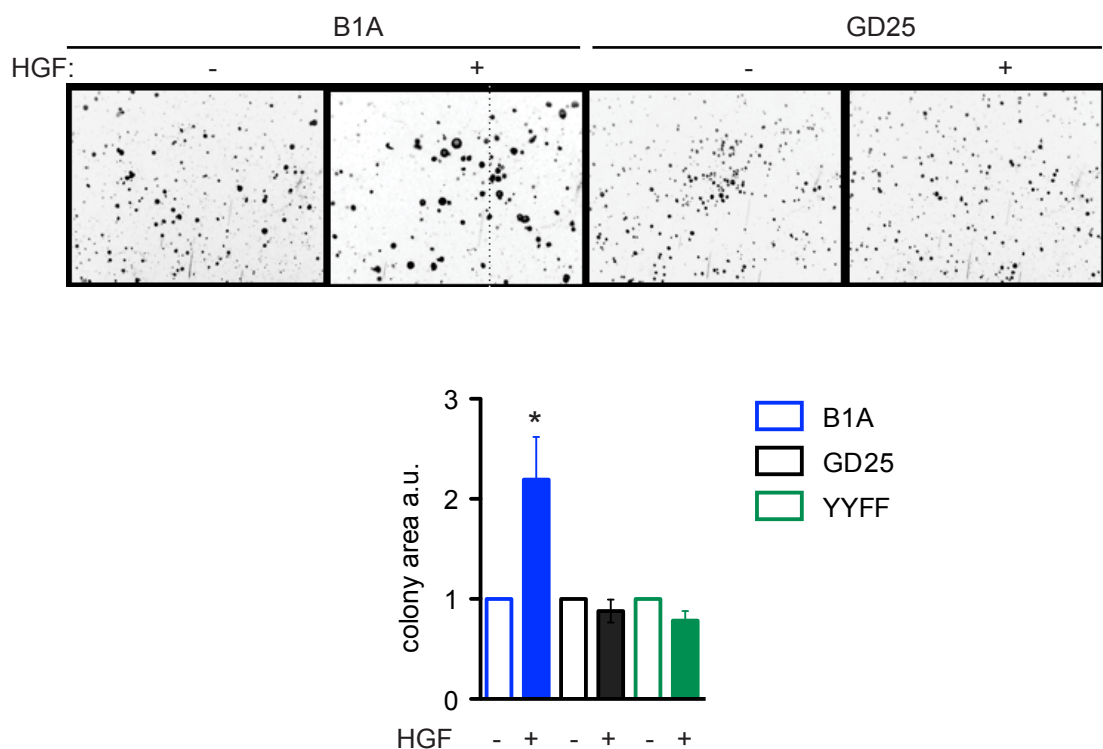 B1A GD25
HGF: - + - +
3
*
2
1
0
colony area a.u.
B1A
GD25
YYFF
HGF - + - + - +